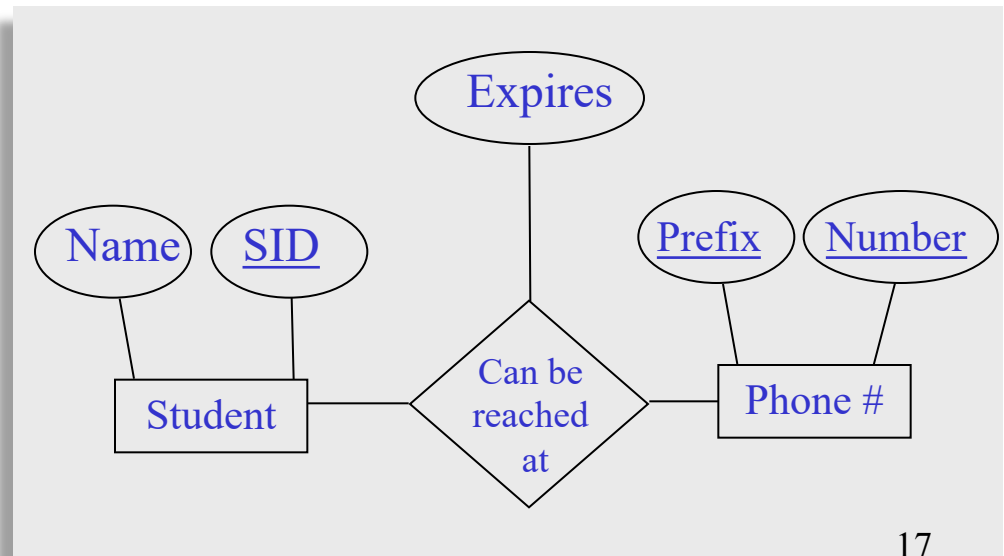 Expires
Name
SID
Prefix
Number
Can be
reached
at
Student
Phone #
17